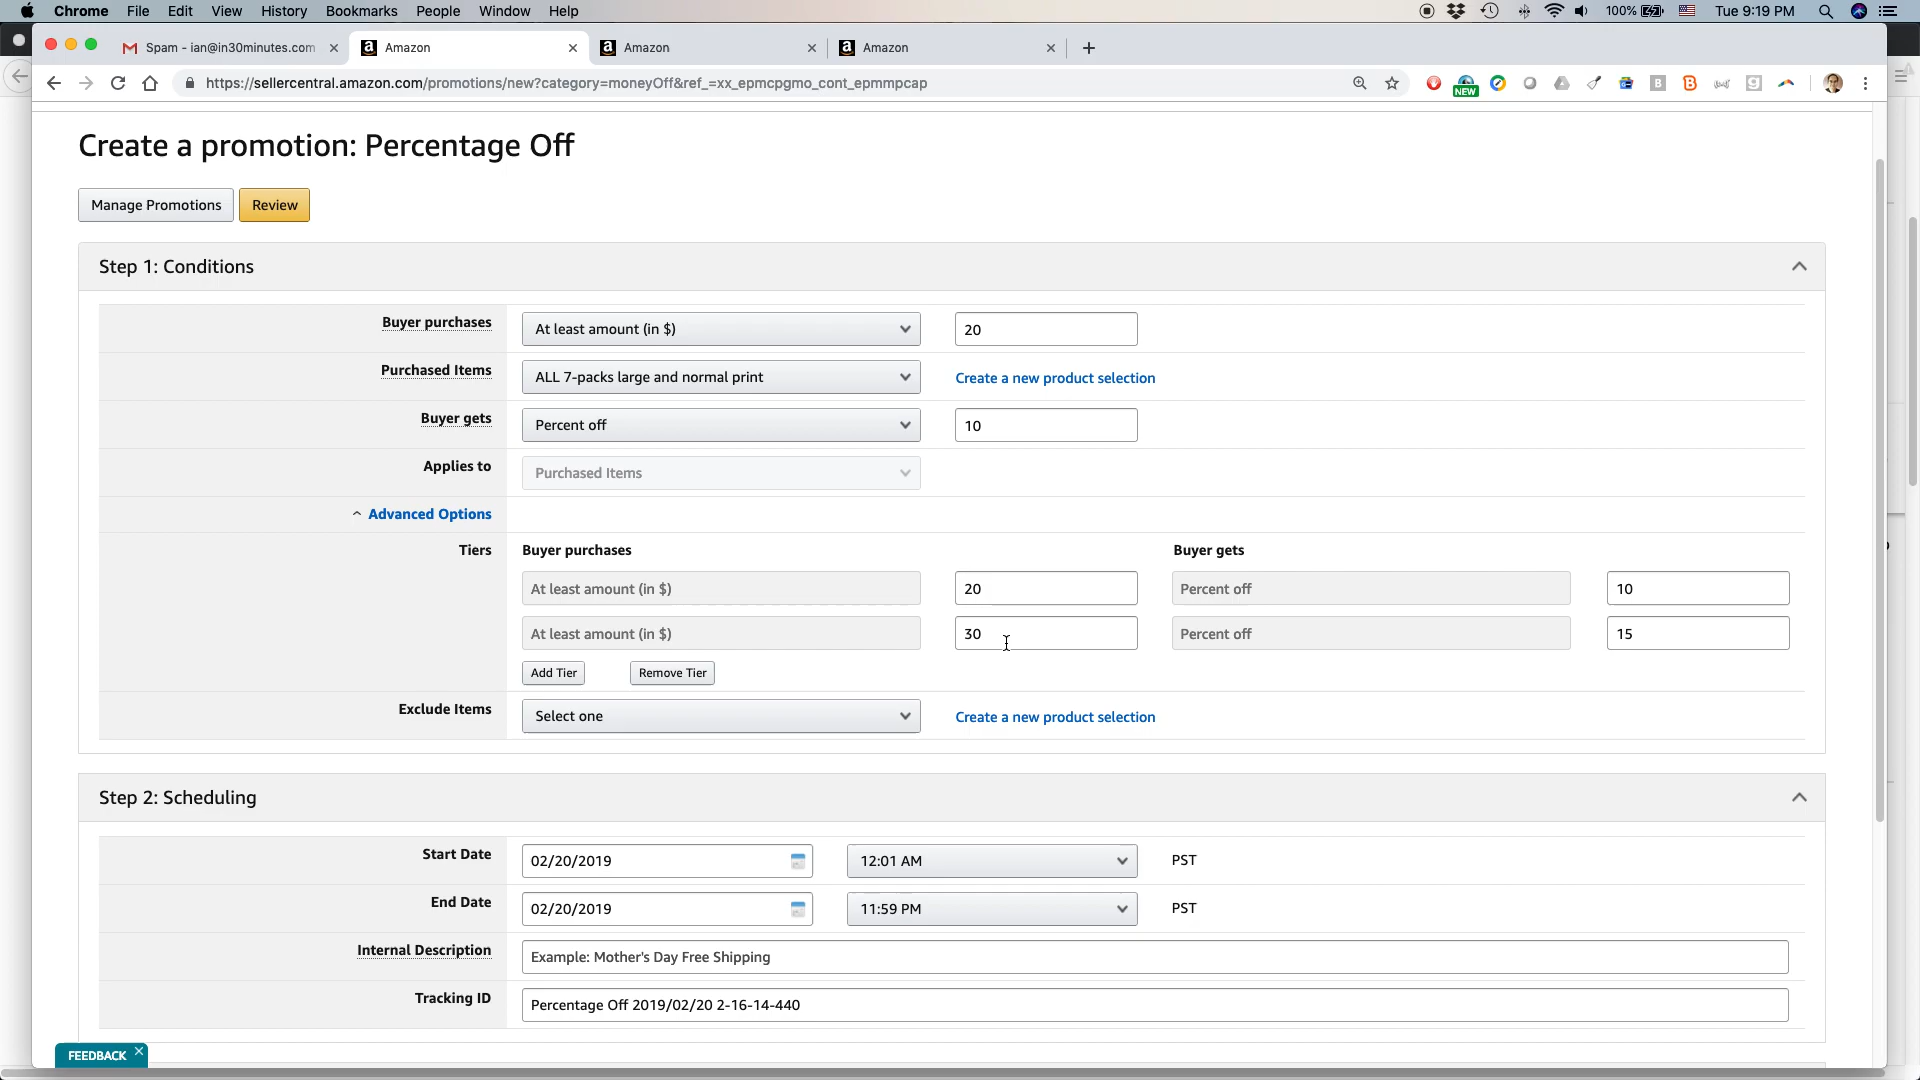 Chrome File Edit View History Bookmarks People Window Help 100% Tue 9:19 PM
Spam - ian@in30minutes.com Amazon Amazon Amazon
https://sellercentral.amazon.com/promotions/new?category=moneyOff&ref_=xx_epmcpgmo_cont_epmmpcap NEW
Create a promotion: Percentage Off
Manage Promotions Review
Step 1: Conditions
Buyer purchases At least amount (in $) 20
Purchased Items ALL 7-packs large and normal print Create a new product selection
Buyer gets Percent off 10
Applies to Purchased Items
Advanced Options
Tiers Buyer purchases Buyer gets
At least amount (in $) 20 Percent off 10
At least amount (in $) 30 Percent off 15
Add Tier Remove Tier
Exclude Items Select one Create a new product selection
Step 2: Scheduling
Start Date 02/20/2019 12:01 AM PST
End Date 02/20/2019 11:59 PM PST
Internal Description Example: Mother's Day Free Shipping
Tracking ID Percentage Off 2019/02/20 2-16-14-440
FEEDBACK